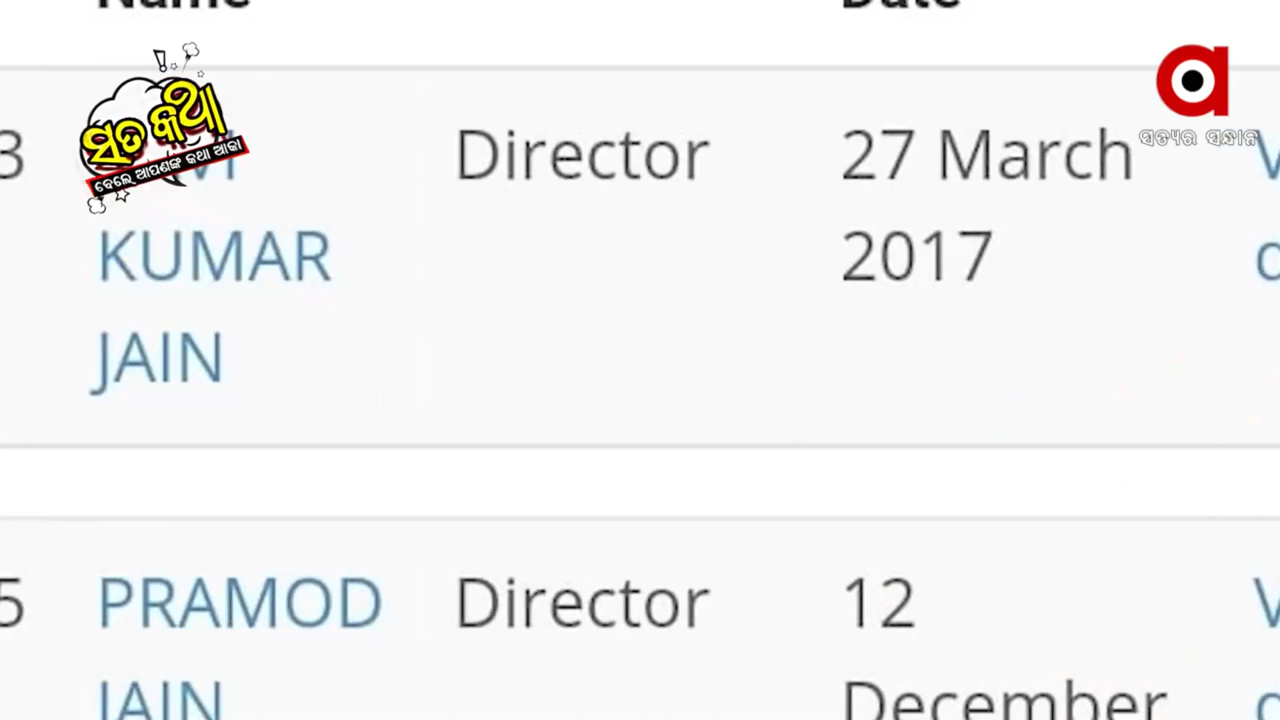 Name Date
ସତ କଥା
ବେଲେ ଆପଣଙ୍କ କଥା ଆକା
ସତ୍ୟର ସନ୍ଧାନ
3 Director 27 March
KUMAR 2017
JAIN
5 PRAMOD Director 12
JAIN December